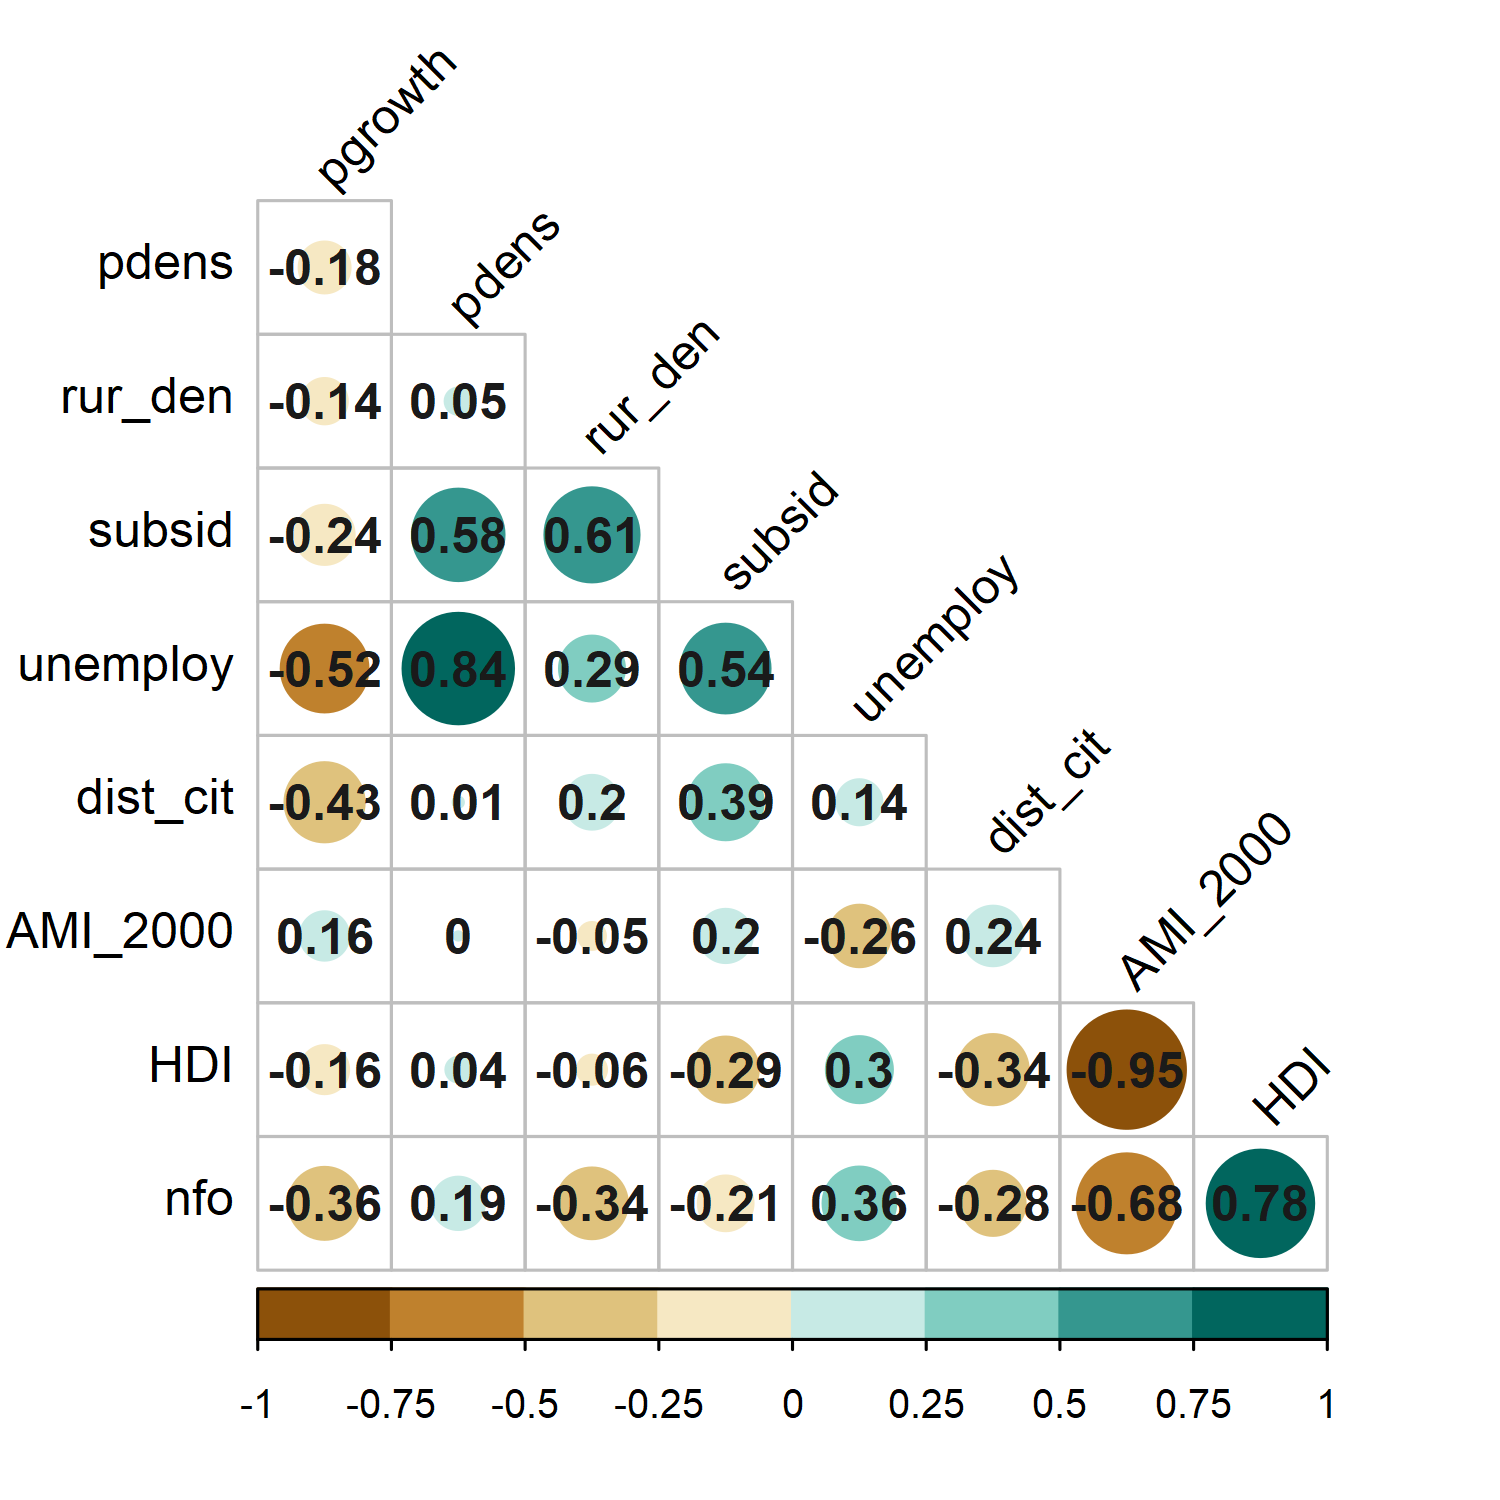 pgrowth
pdens -0.18 pdens
rur_den -0.14 0.05 rur_den
subsid -0.24 0.58 0.61 subsid
unemploy -0.52 0.84 0.29 0.54 unemploy
dist_cit -0.43 0.01 0.2 0.39 0.14 dist_cit
AMI_2000 0.16 0 -0.05 0.2 -0.26 0.24 AMI_2000
HDI -0.16 0.04 -0.06 -0.29 0.3 -0.34 -0.95 HDI
nfo -0.36 0.19 -0.34 -0.21 0.36 -0.28 -0.68 0.78
-1 -0.75 -0.5 -0.25 0 0.25 0.5 0.75 1